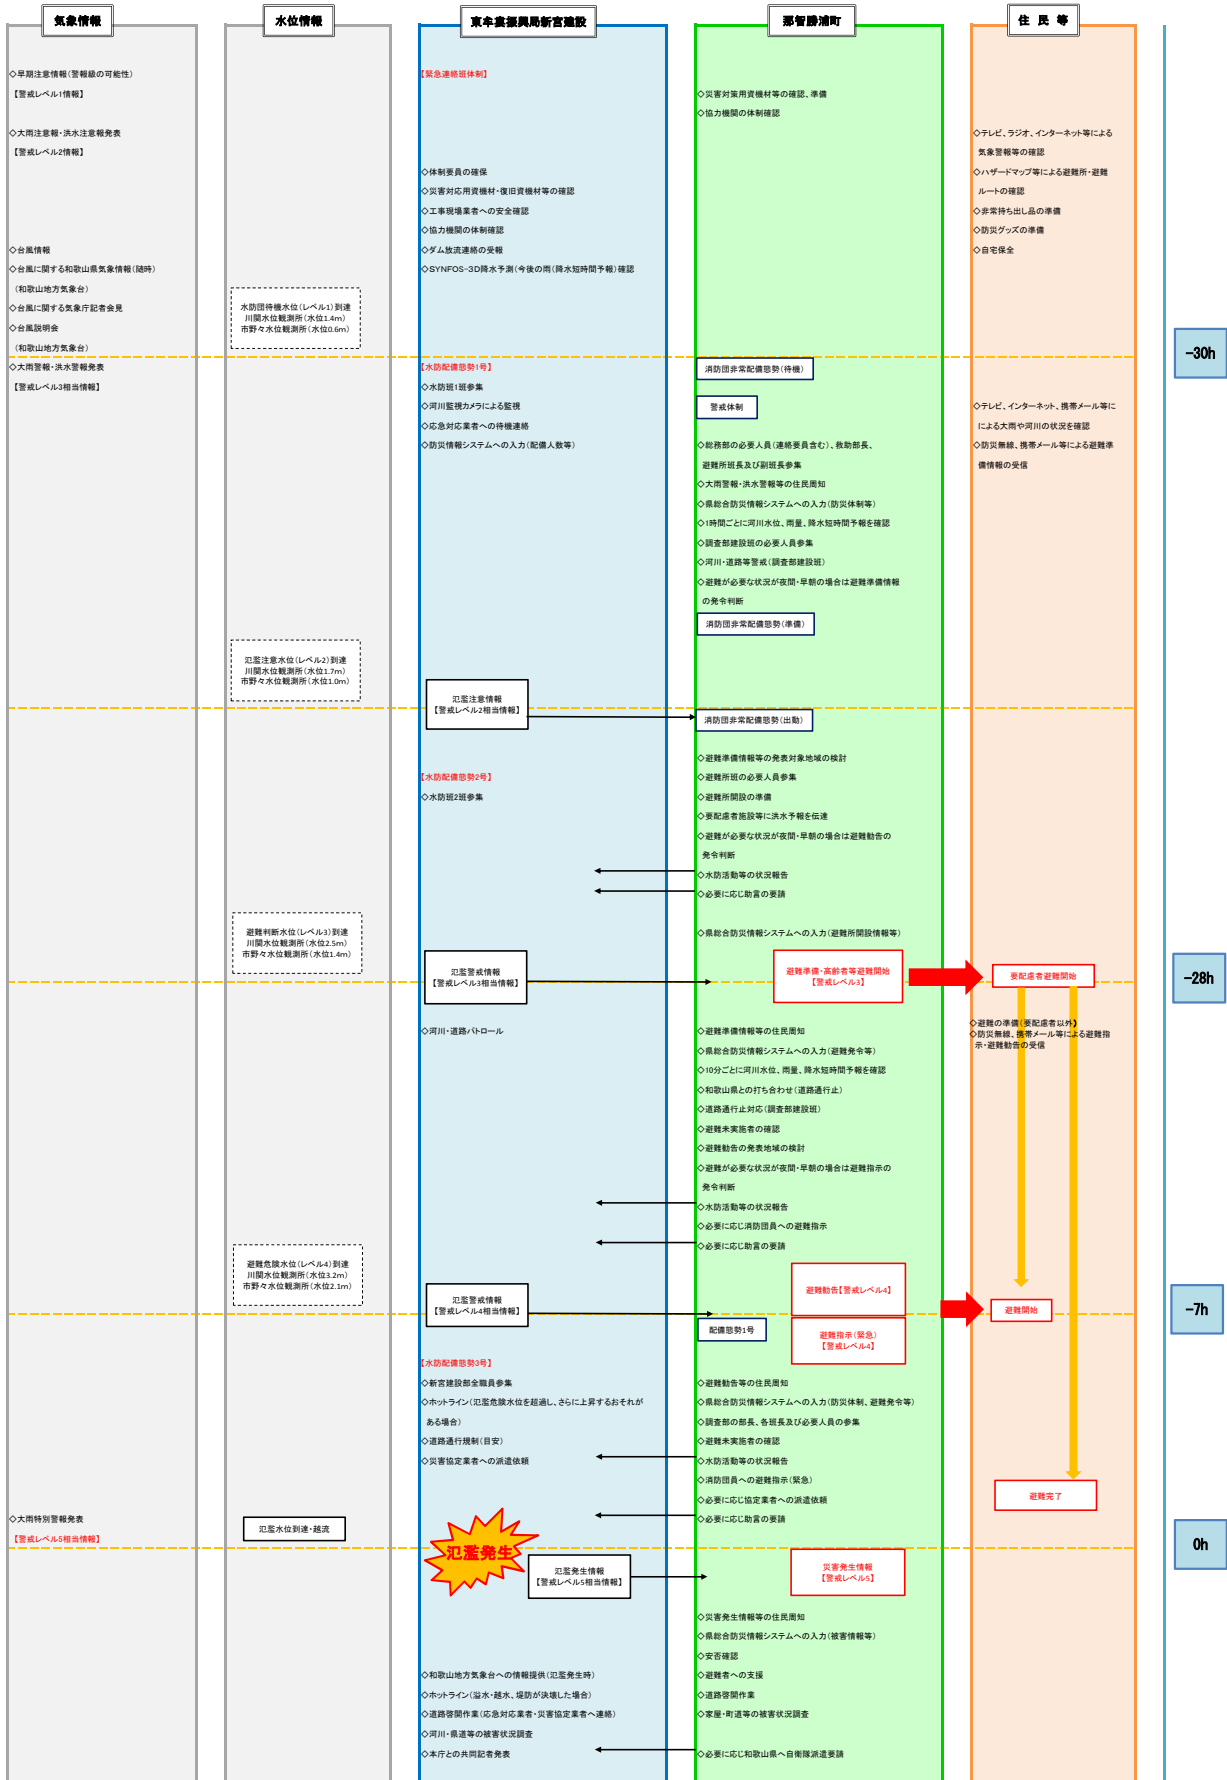 気象情報
水位情報
東牟婁振興局新宮建設
那智勝浦町
住 民 等
◇早期注意情報(警報級の可能性)
【警戒レベル1情報】
◇大雨注意報・洪水注意報発表
【警戒レベル2情報】
◇台風情報
◇台風に関する和歌山県気象情報(随時)
(和歌山地方気象台)
◇台風に関する気象庁記者会見
◇台風説明会
(和歌山地方気象台)
◇大雨警報・洪水警報発表
【警戒レベル3相当情報】
◇大雨特別警報発表
【警戒レベル5相当情報】
水防団待機水位(レベル1)到達
川関水位観測所(水位1.4m)
市野々水位観測所(水位0.6m)
氾濫注意水位(レベル2)到達
川関水位観測所(水位1.7m)
市野々水位観測所(水位1.0m)
避難判断水位(レベル3)到達
川関水位観測所(水位2.5m)
市野々水位観測所(水位1.4m)
避難危険水位(レベル4)到達
川関水位観測所(水位3.2m)
市野々水位観測所(水位2.1m)
氾濫水位到達・越流
【緊急連絡班体制】
◇体制要員の確保
◇災害対応用資機材・復旧資機材等の確認
◇工事現場業者への安全確認
◇協力機関の体制確認
◇ダム放流連絡の受報
◇SYNFOS-3D降水予測(今後の雨(降水短時間予報)確認
【水防配備態勢1号】
◇水防班1班参集
◇河川監視カメラによる監視
◇応急対応業者への待機連絡
◇防災情報システムへの入力(配備人数等)
氾濫注意情報
【警戒レベル2相当情報】
【水防配備態勢2号】
◇水防班2班参集
氾濫警戒情報
【警戒レベル3相当情報】
◇河川・道路パトロール
氾濫警戒情報
【警戒レベル4相当情報】
【水防配備態勢3号】
◇新宮建設部全職員参集
◇ホットライン(氾濫危険水位を超過し、さらに上昇するおそれが
ある場合)
◇道路通行規制(目安)
◇災害協定業者への派遣依頼
氾濫発生
氾濫発生情報
【警戒レベル5相当情報】
◇和歌山地方気象台への情報提供(氾濫発生時)
◇ホットライン(溢水・越水、堤防が決壊した場合)
◇道路啓開作業(応急対応業者・災害協定業者へ連絡)
◇河川・県道等の被害状況調査
◇本庁との共同記者発表
◇災害対策用資機材等の確認、準備
◇協力機関の体制確認
消防団非常配備態勢(待機)
警戒体制
◇総務部の必要人員(連絡要員含む)、救助部長、
避難所班長及び副班長参集
◇大雨警報・洪水警報等の住民周知
◇県総合防災情報システムへの入力(防災体制等)
◇1時間ごとに河川水位、雨量、降水短時間予報を確認
◇調査部建設班の必要人員参集
◇河川・道路等警戒(調査部建設班)
◇避難が必要な状況が夜間・早朝の場合は避難準備情報
の発令判断
消防団非常配備態勢(準備)
消防団非常配備態勢(出動)
◇避難準備情報等の発表対象地域の検討
◇避難所班の必要人員参集
◇避難所開設の準備
◇要配慮者施設等に洪水予報を伝達
◇避難が必要な状況が夜間・早朝の場合は避難勧告の
発令判断
◇水防活動等の状況報告
◇必要に応じ助言の要請
◇県総合防災情報システムへの入力(避難所開設情報等)
避難準備・高齢者等避難開始
【警戒レベル3】
◇避難準備情報等の住民周知
◇県総合防災情報システムへの入力(避難発令等)
◇10分ごとに河川水位、雨量、降水短時間予報を確認
◇和歌山県との打ち合わせ(道路通行止)
◇道路通行止対応(調査部建設班)
◇避難未実施者の確認
◇避難勧告の発表地域の検討
◇避難が必要な状況が夜間・早朝の場合は避難指示の
発令判断
◇水防活動等の状況報告
◇必要に応じ消防団員への避難指示
◇必要に応じ助言の要請
避難勧告【警戒レベル4】
配備態勢1号
避難指示(緊急)
【警戒レベル4】
◇避難勧告等の住民周知
◇県総合防災情報システムへの入力(防災体制、避難発令等)
◇調査部の部長、各班長及び必要人員の参集
◇避難未実施者の確認
◇水防活動等の状況報告
◇消防団員への避難指示(緊急)
◇必要に応じ協定業者への派遣依頼
◇必要に応じ助言の要請
災害発生情報
【警戒レベル5】
◇災害発生情報等の住民周知
◇県総合防災情報システムへの入力(被害情報等)
◇安否確認
◇避難者への支援
◇道路啓開作業
◇家屋・町道等の被害状況調査
◇必要に応じ和歌山県へ自衛隊派遣要請
◇テレビ、ラジオ、インターネット等による
気象警報等の確認
◇ハザードマップ等による避難所・避難
ルートの確認
◇非常持ち出し品の準備
◇防災グッズの準備
◇自宅保全
◇テレビ、インターネット、携帯メール等に
による大雨や河川の状況を確認
◇防災無線、携帯メール等による避難準
備情報の受信
要配慮者避難開始
◇避難の準備(要配慮者以外)
◇防災無線、携帯メール等による避難指
示・避難勧告の受信
避難開始
避難完了
-30h
-28h
-7h
0h